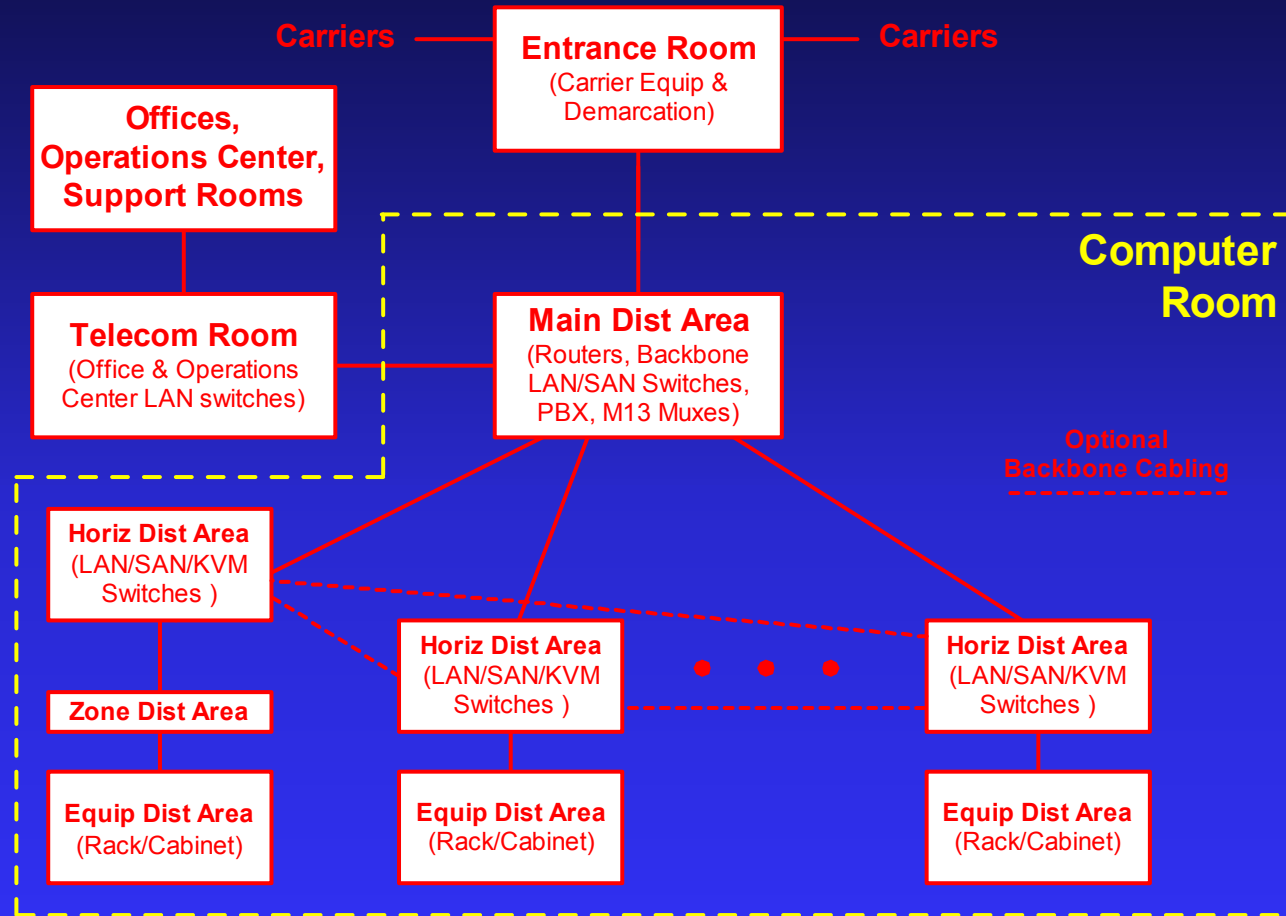 Carriers
Entrance Room
(Carrier Equip &
Demarcation)
Carriers
Offices,
Operations Center,
Support Rooms
Computer
Room
Telecom Room
(Office & Operations
Center LAN switches)
Main Dist Area
(Routers, Backbone
LAN/SAN Switches,
PBX, M13 Muxes)
Optional
Backbone Cabling
Horiz Dist Area
(LAN/SAN/KVM
Switches )
Horiz Dist Area
(LAN/SAN/KVM
Switches )
Horiz Dist Area
(LAN/SAN/KVM
Switches )
Zone Dist Area
Equip Dist Area
(Rack/Cabinet)
Equip Dist Area
(Rack/Cabinet)
Equip Dist Area
(Rack/Cabinet)